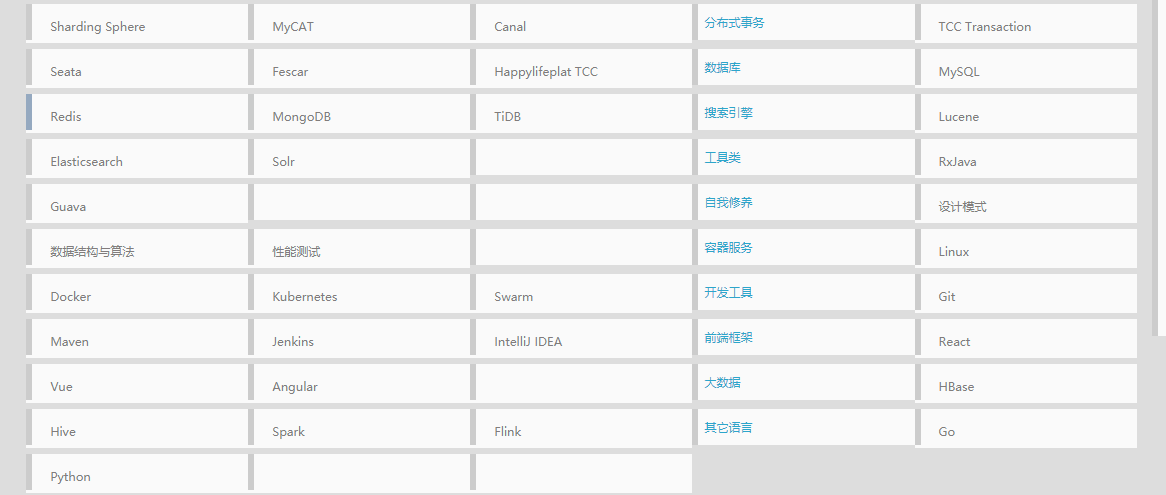 Sharding Sphere
MyCAT
Canal
分布式事务
TCC Transaction
Seata
Fescar
Happylifeplat TCC
数据库
MySQL
Redis
MongoDB
TiDB
搜索引擎
Lucene
Elasticsearch
Solr
工具类
RxJava
Guava
自我修养
设计模式
数据结构与算法
性能测试
容器服务
Linux
Docker
Kubernetes
Swarm
开发工具
Git
Maven
Jenkins
IntelliJ IDEA
前端框架
React
Vue
Angular
大数据
HBase
Hive
Spark
Flink
其它语言
Go
Python